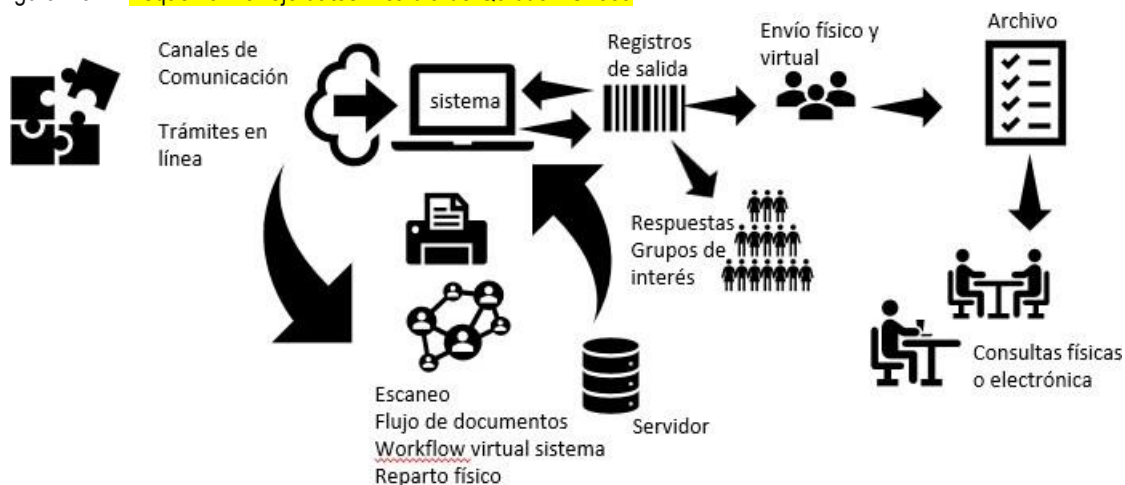 Canales de
Comunicación
Trámites en
línea
sistema
Registros
de salida
Envío físico y
virtual
Archivo
Respuestas
Grupos de
interés
Consultas físicas
o electrónica
Servidor
Escaneo
Flujo de documentos
Workflow virtual sistema
Reparto físico